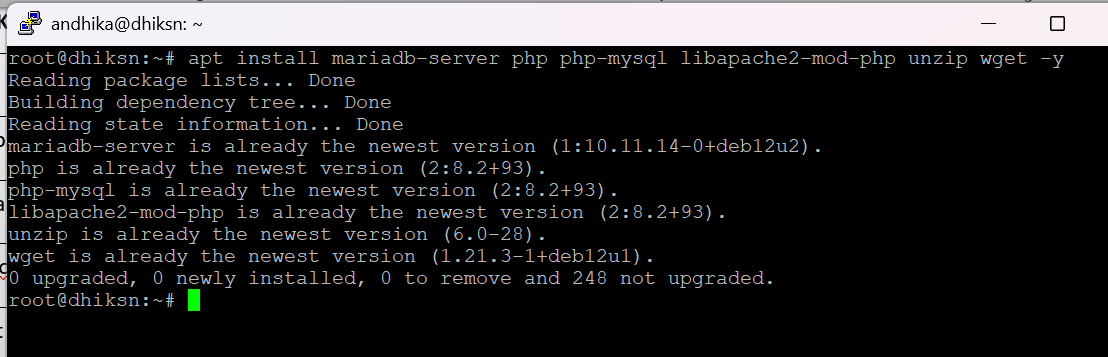 andhika@dhiksn: ~
root@dhiksn:~# apt install mariadb-server php php-mysql libapache2-mod-php unzip wget -y
Reading package lists... Done
Building dependency tree... Done
Reading state information... Done
mariadb-server is already the newest version (1:10.11.14-0+deb12u2).
php is already the newest version (2:8.2+93).
php-mysql is already the newest version (2:8.2+93).
libapache2-mod-php is already the newest version (2:8.2+93).
unzip is already the newest version (6.0-28).
wget is already the newest version (1.21.3-1+deb12u1).
0 upgraded, 0 newly installed, 0 to remove and 248 not upgraded.
root@dhiksn:~#